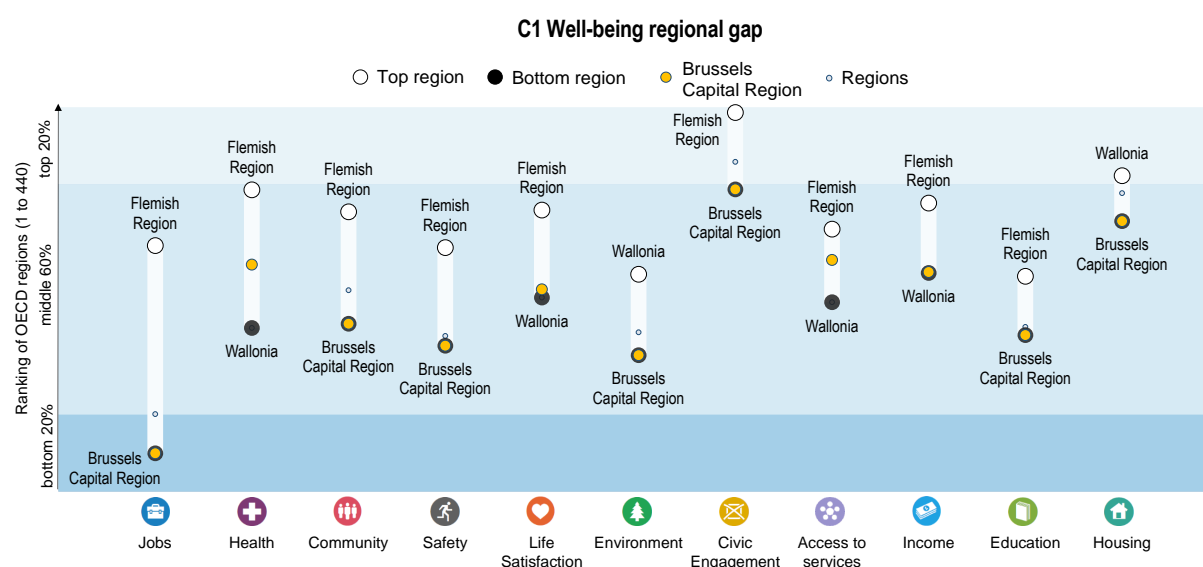 C1 Well-being regional gap
Top region
Bottom region
Brussels
Capital Region
Regions
Ranking of OECD regions (1 to 440)
top 20%
middle 60%
bottom 20%
Flemish
Region
Brussels
Capital Region
Flemish
Region
Wallonia
Flemish
Region
Brussels
Capital Region
Flemish
Region
Brussels
Capital Region
Flemish
Region
Wallonia
Wallonia
Brussels
Capital Region
Flemish
Region
Brussels
Capital Region
Flemish
Region
Wallonia
Flemish
Region
Wallonia
Flemish
Region
Brussels
Capital Region
Wallonia
Brussels
Capital Region
Jobs
Health
Community
Safety
Life
Satisfaction
Environment
Civic
Engagement
Access to
services
Income
Education
Housing